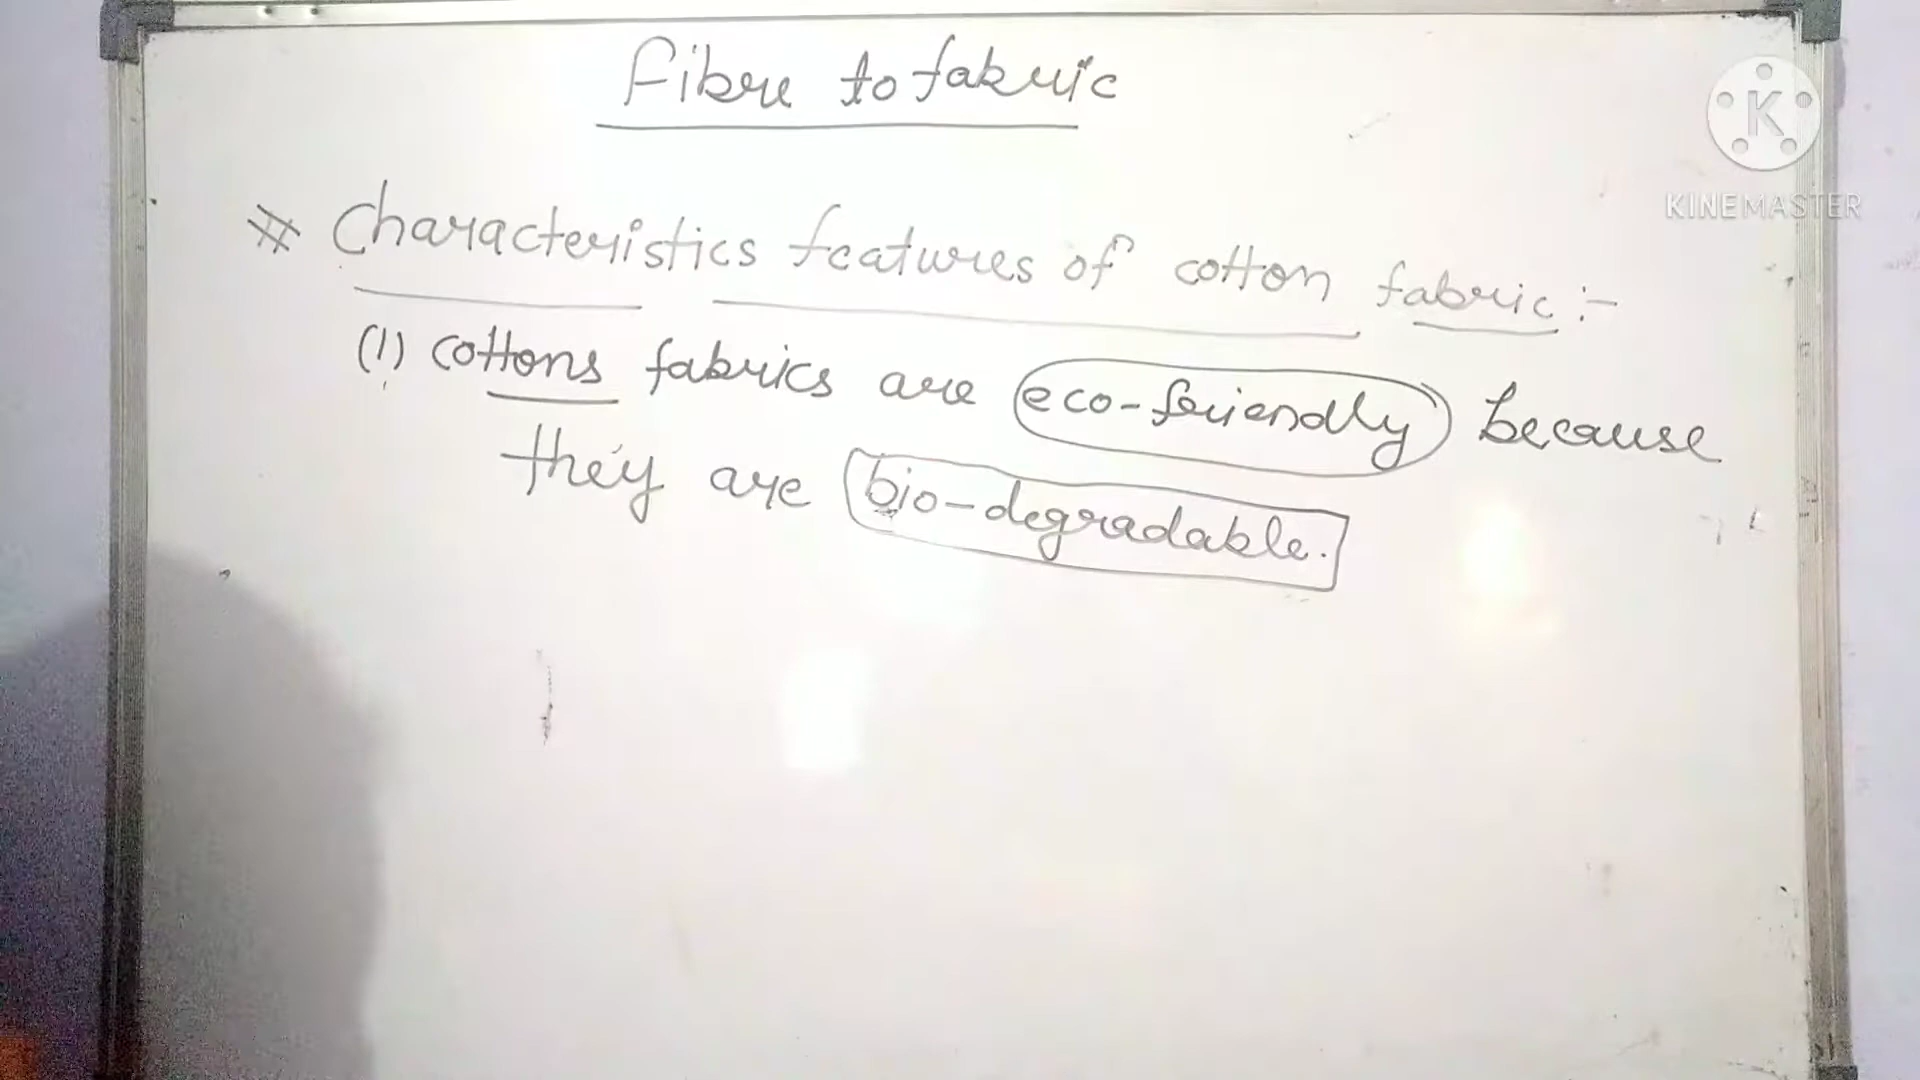 Fibre to fabric
K
KINEMASTER
# Characteristics features of cotton fabric :-
(1) cottons fabrics are eco-friendly because
they are bio-degradable.